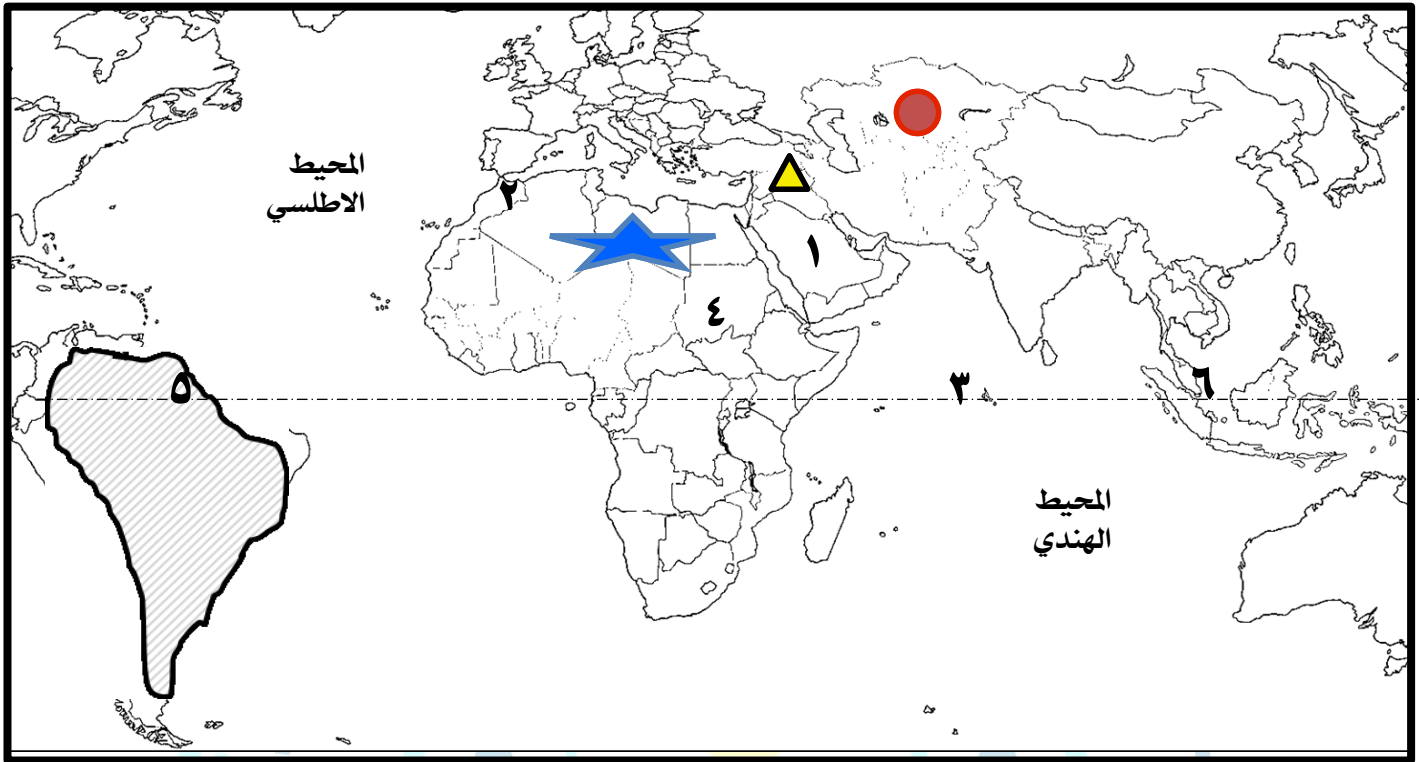 المحيط
الاطلسي
٢
١
٤
٥
٣
٦
المحيط
الهندي